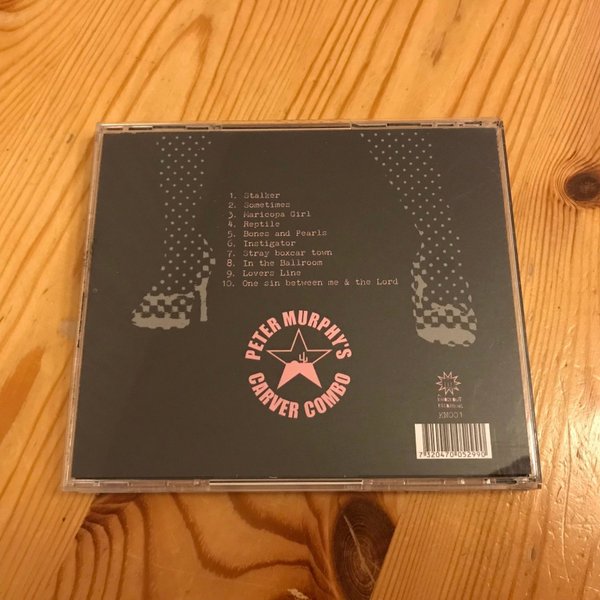 1. Stalker
2. Sometimes
3. Maricopa Girl
4. Reptile
5. Bones and Pearls
6. Instigator
7. Stray boxcar town
8. In the Ballroom
9. Lovers Line
10. One sin between me & the Lord
PETER MURPHY'S
CARVER COMBO
KN001
7 320470 052990